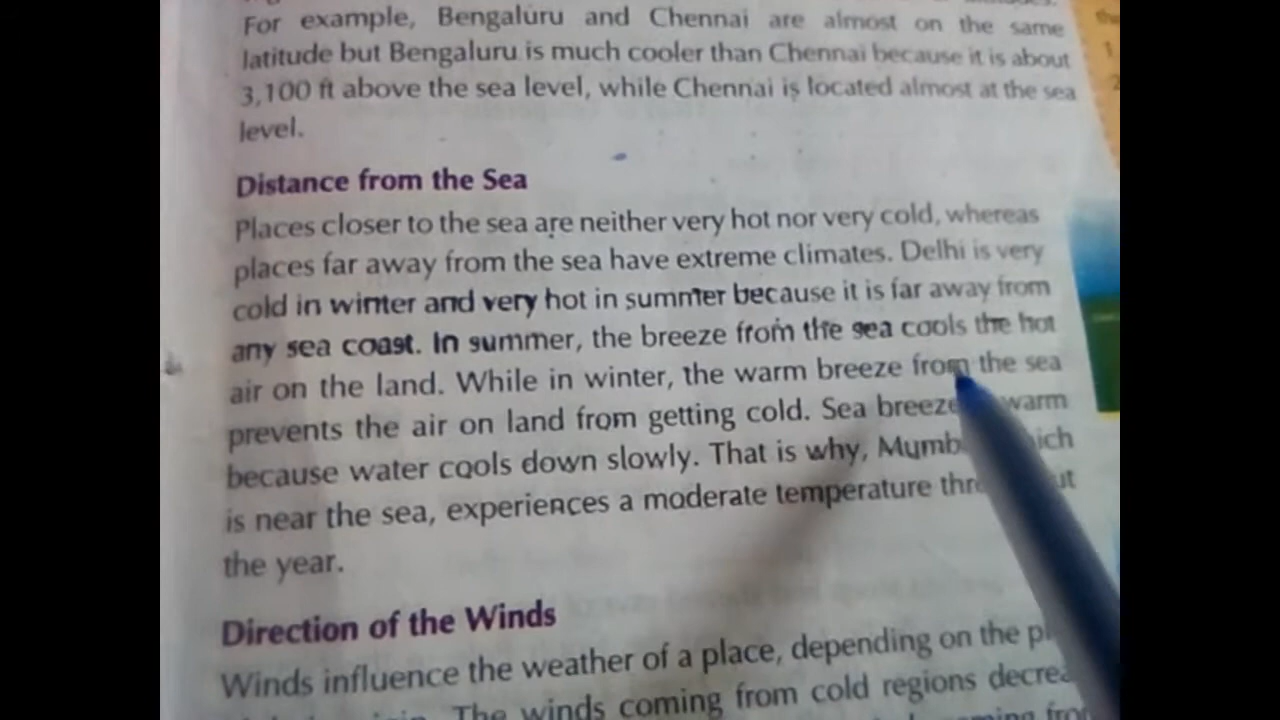 For example, Bengaluru and Chennai are almost on the same
latitude but Bengaluru is much cooler than Chennai because it is about
3,100 ft above the sea level, while Chennai is located almost at the sea
level.
Distance from the Sea
Places closer to the sea are neither very hot nor very cold, whereas
places far away from the sea have extreme climates. Delhi is very
cold in winter and very hot in summer because it is far away from
any sea coast. In summer, the breeze from the sea cools the hot
air on the land. While in winter, the warm breeze from the sea
prevents the air on land from getting cold. Sea breeze warm
because water cools down slowly. That is why,
is near the sea, experiences a moderate temperature
the year.
Direction of the Winds
Winds influence the weather of a place, depending on the
The winds coming from cold regions
1
2